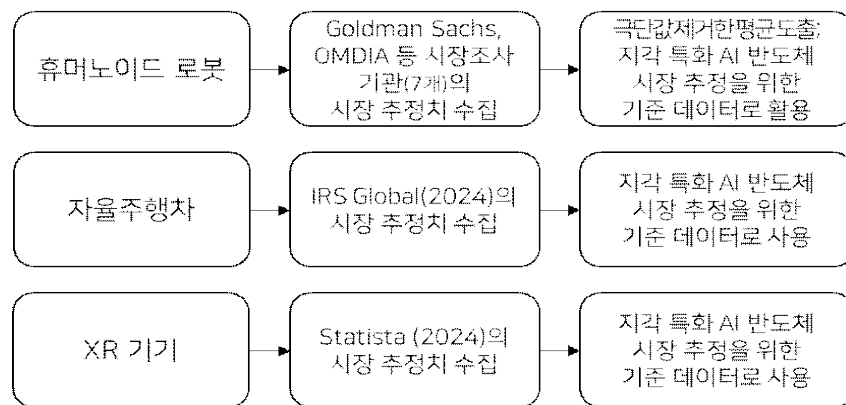 휴머노이드 로봇
Goldman Sachs,
OMDIA 등 시장조사
기관(7개)의
시장 추정치 수집
극단값제거한평균도출;
지각 특화 AI 반도체
시장 추정을 위한
기준 데이터로 활용
자율주행차
IRS Global(2024)의
시장 추정치 수집
지각 특화 AI 반도체
시장 추정을 위한
기준 데이터로 사용
XR 기기
Statista (2024)의
시장 추정치 수집
지각 특화 AI 반도체
시장 추정을 위한
기준 데이터로 사용